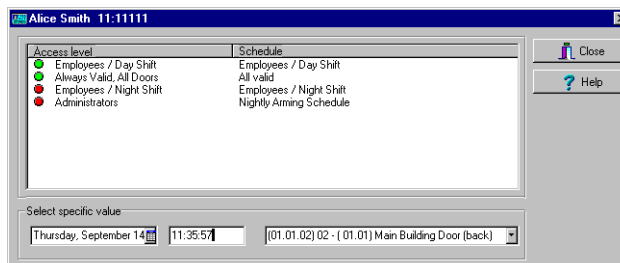 Alice Smith 11:11111
Access level Schedule
Employees / Day Shift Employees / Day Shift
Always Valid, All Doors All valid
Employees / Night Shift Employees / Night Shift
Administrators Nightly Arming Schedule
Close
Help
Select specific value
Thursday, September 14 11:35:57 (01.01.02) 02 - ( 01.01) Main Building Door (back)